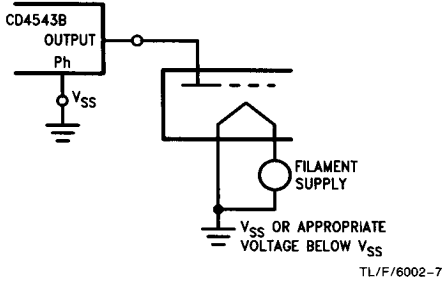 CD4543B
OUTPUT
Ph
VSS
FILAMENT
SUPPLY
VSS OR APPROPRIATE
VOLTAGE BELOW VSS
TL/F/6002-7